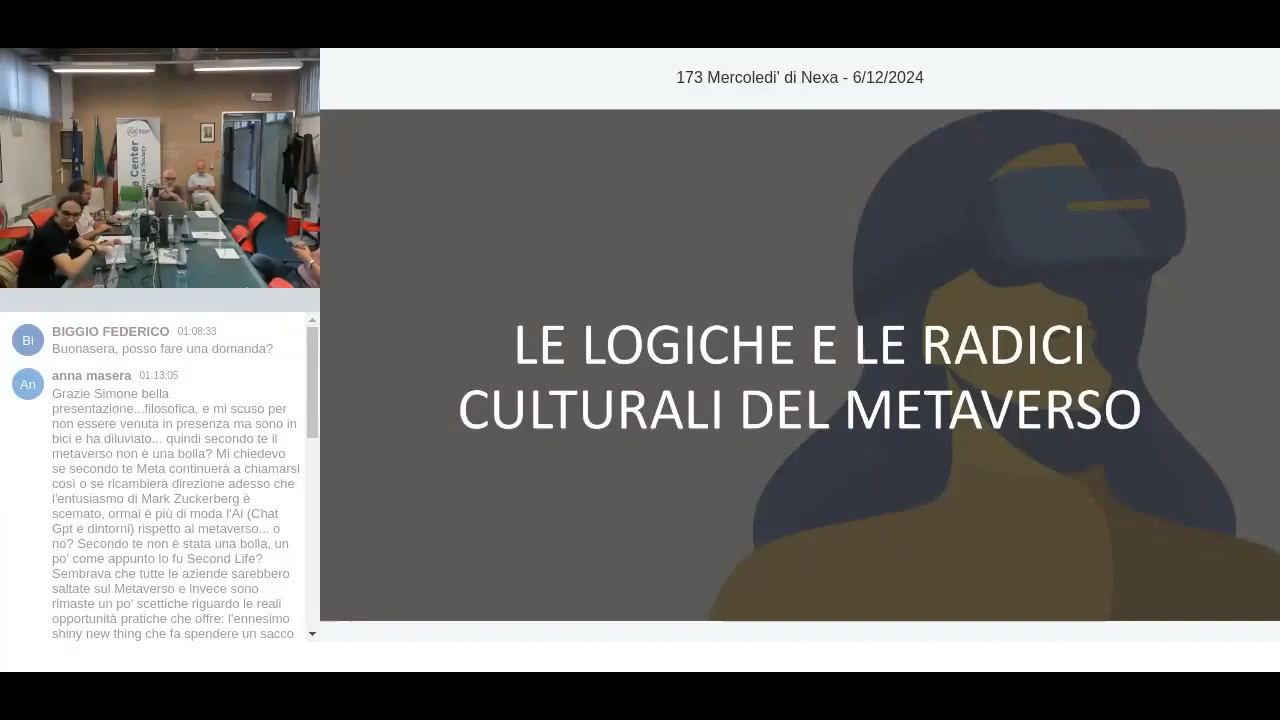 173 Mercoledi' di Nexa - 6/12/2024
a Center
LE LOGICHE E LE RADICI
CULTURALI DEL METAVERSO
Bi
BIGGIO FEDERICO 01:08:33
Buonasera, posso fare una domanda?
An
anna masera 01:13:05
Grazie Simone bella
presentazione...filosofica, e mi scuso per
non essere venuta in presenza ma sono in
bici e ha diluviato... quindi secondo te il
metaverso non è una bolla? Mi chiedevo
se secondo te Meta continuerà a chiamarsi
così o se ricambierà direzione adesso che
l'entusiasmo di Mark Zuckerberg è
scemato, ormai è più di moda l'Ai (Chat
Gpt e dintorni) rispetto al metaverso... o
no? Secondo te non è stata una bolla, un
po' come appunto lo fu Second Life?
Sembrava che tutte le aziende sarebbero
saltate sul Metaverso e invece sono
rimaste un po' scettiche riguardo le reali
opportunità pratiche che offre: l'ennesimo
shiny new thing che fa spendere un sacco